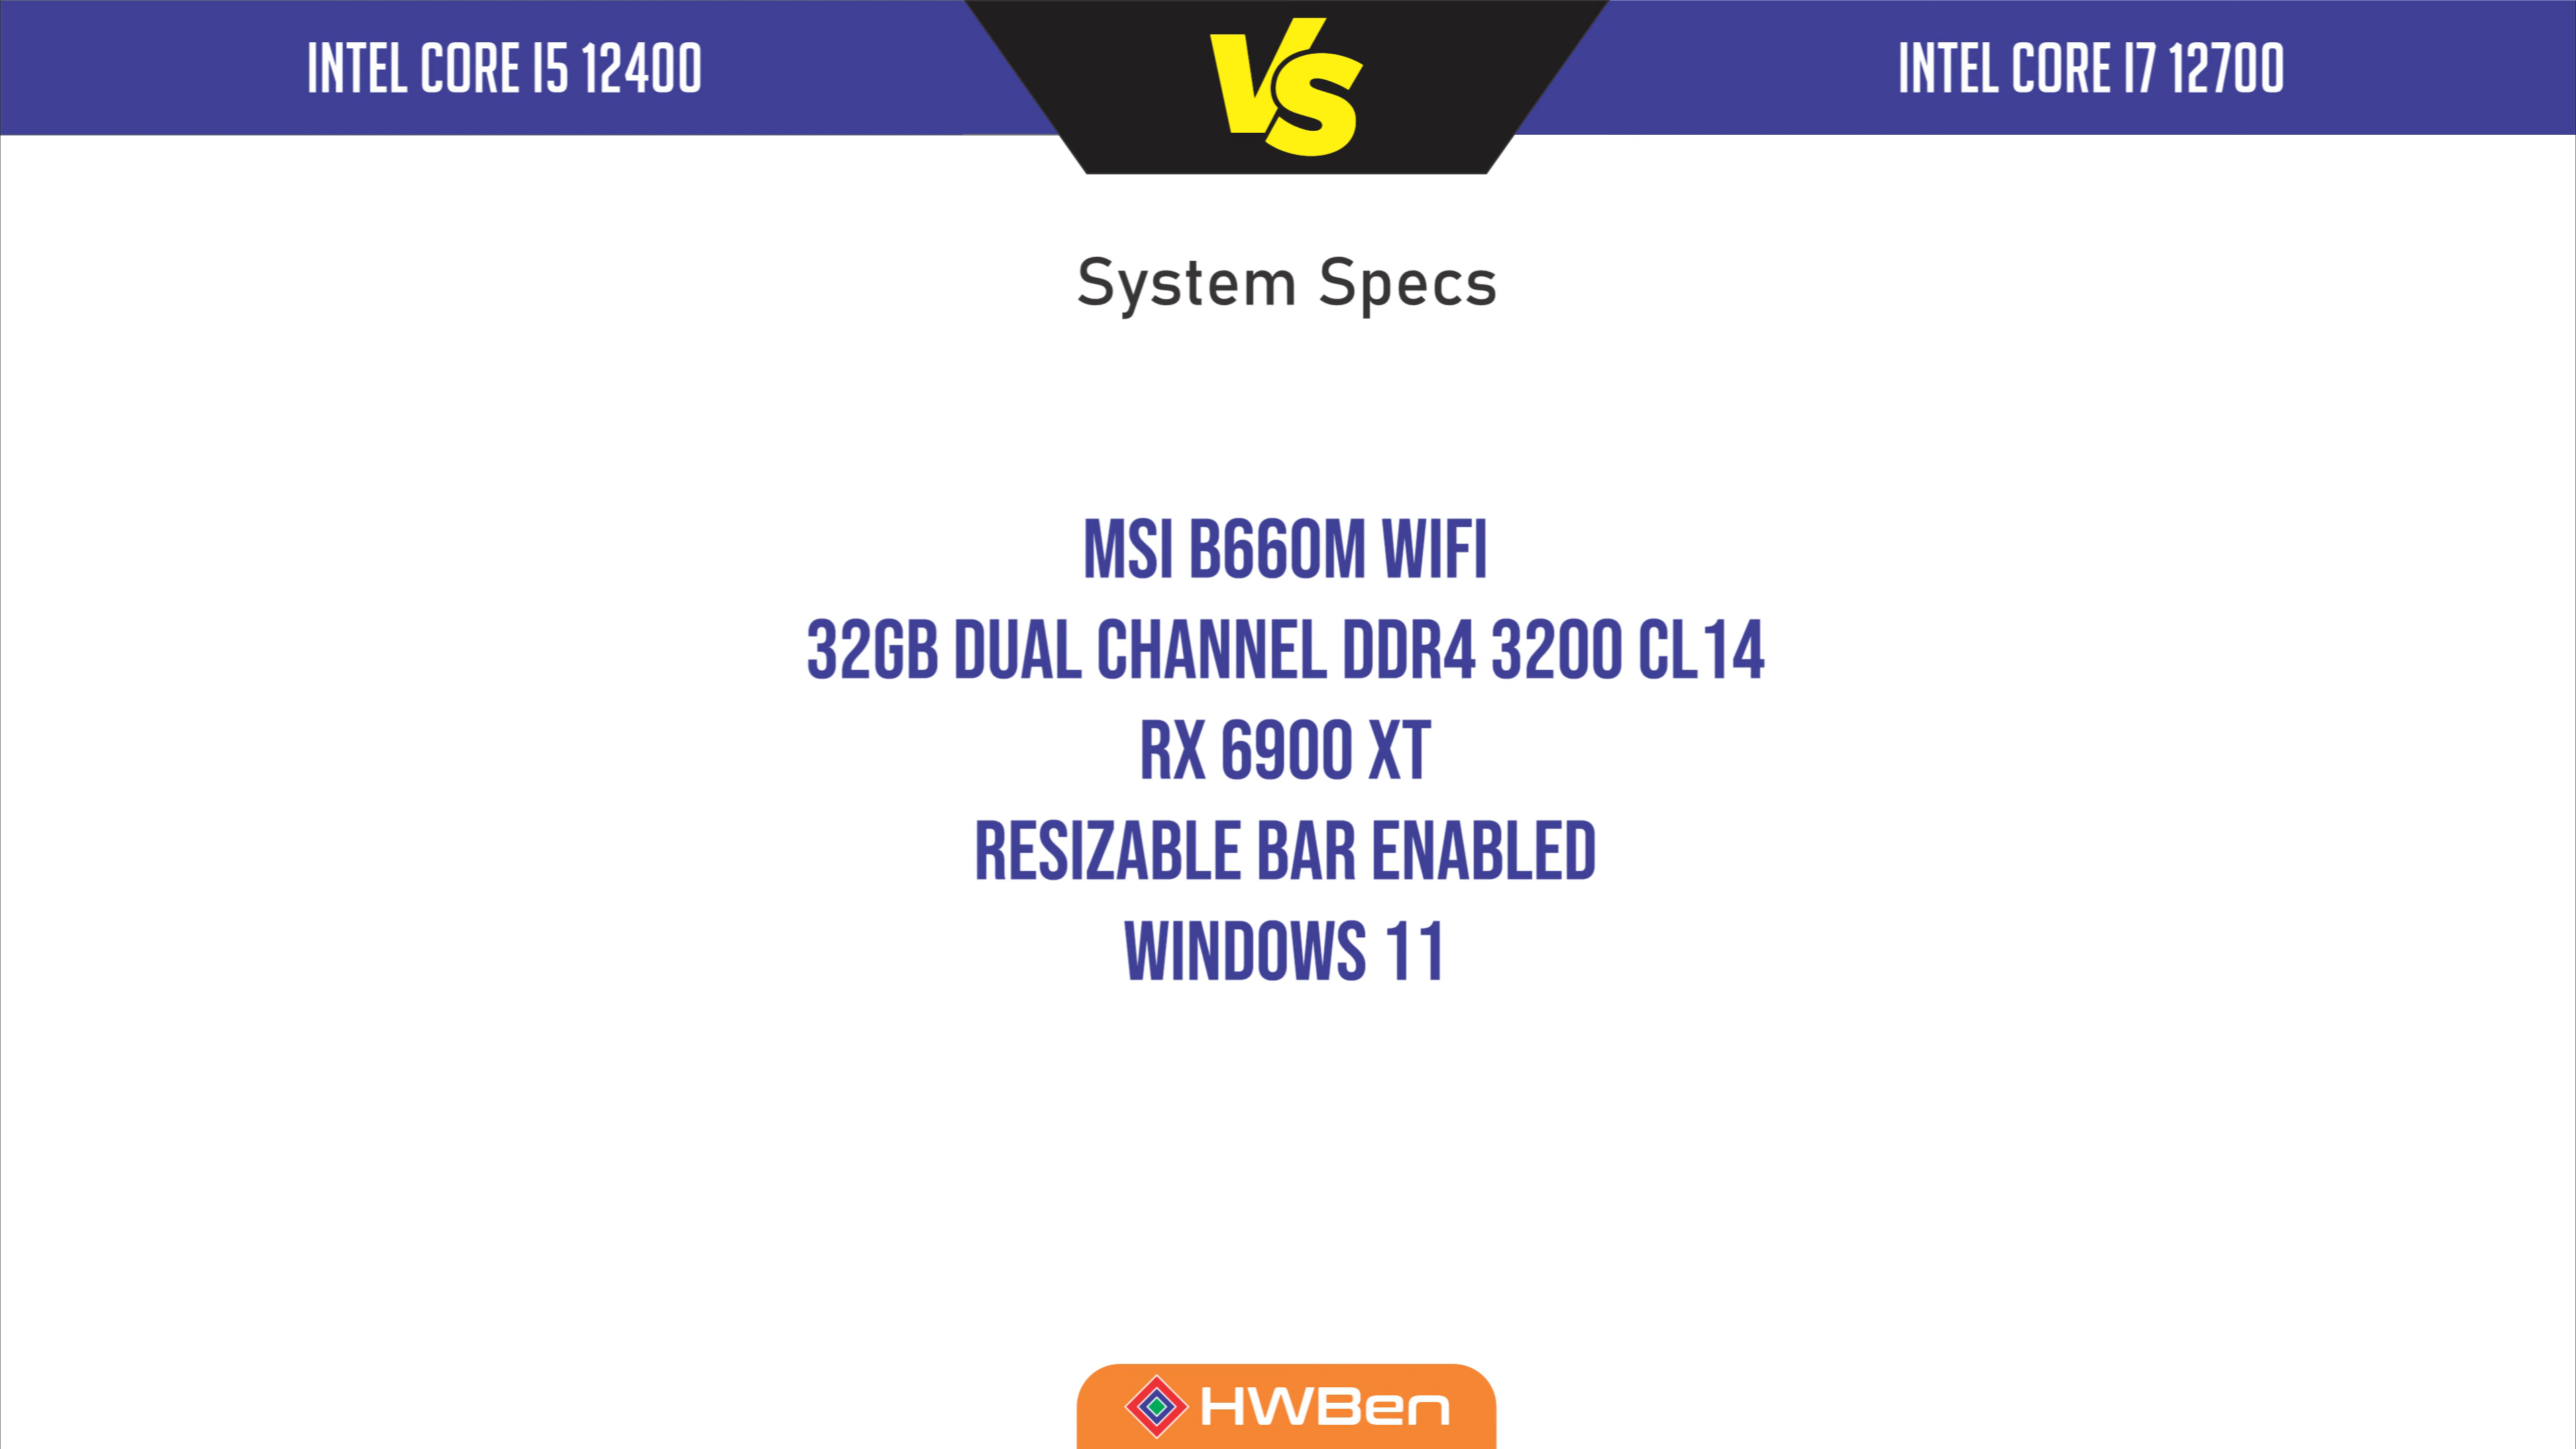 INTEL CORE I5 12400
VS
INTEL CORE I7 12700
System Specs
MSI B660M WIFI
32GB DUAL CHANNEL DDR4 3200 CL14
RX 6900 XT
RESIZABLE BAR ENABLED
WINDOWS 11
HWBen